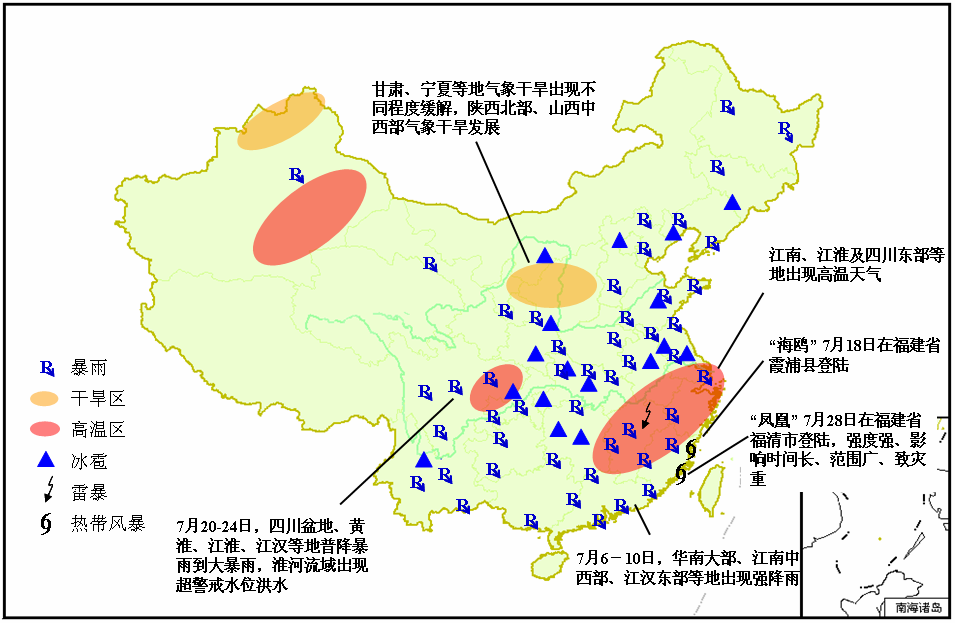 甘肃、宁夏等地气象干旱出现不
同程度缓解，陕西北部、山西中
西部气象干旱发展
江南、江淮及四川东部等
地出现高温天气
“海鸥” 7月18日在福建省
霞浦县登陆
“凤凰” 7月28日在福建省
福清市登陆，强度强、影
响时间长、范围广、致灾
重
暴雨
干旱区
高温区
冰雹
雷暴
热带风暴
7月20-24日，四川盆地、黄
淮、江淮、江汉等地普降暴
雨到大暴雨，淮河流域出现
超警戒水位洪水
7月6－10日，华南大部、江南中
西部、江汉东部等地出现强降雨
南海诸岛